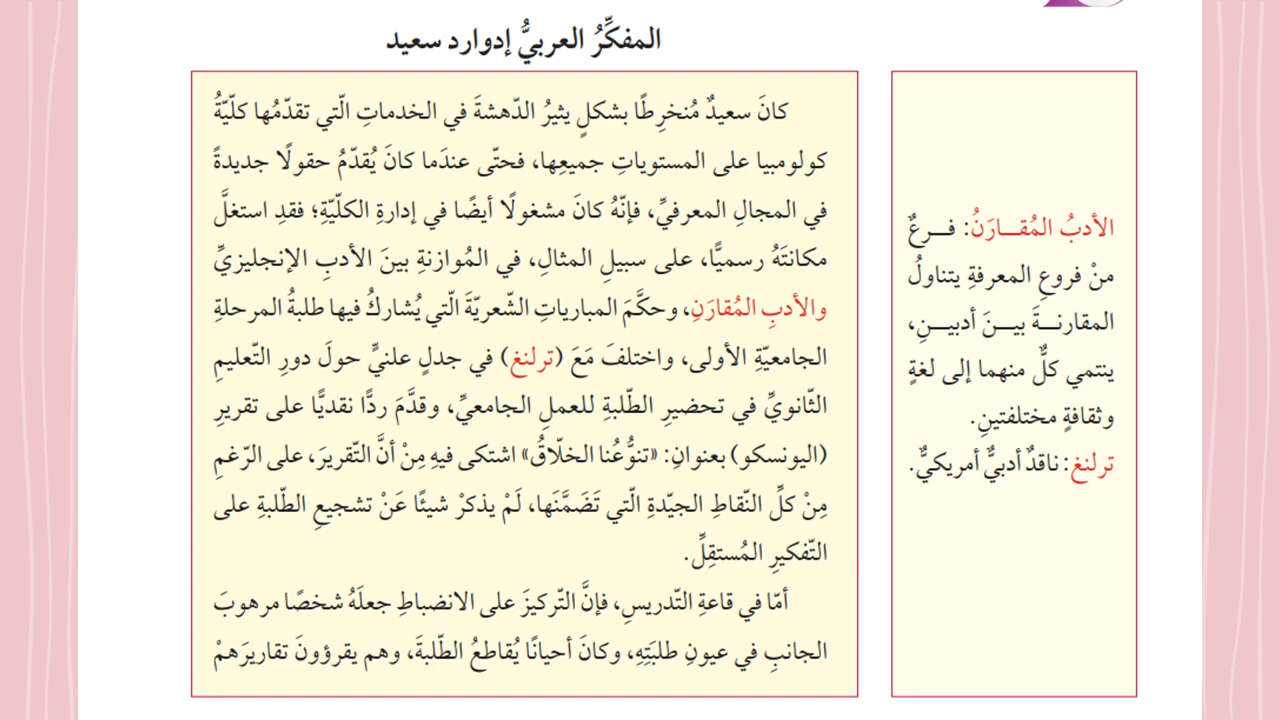 المفكِّرُ العربيُّ إدوارد سعيد
كانَ سعيدٌ مُنخرِطًا بشكلٍ يثيرُ الدّهشةَ في الخدماتِ الّتي تقدّمُها كلّيّةُ
كولومبيا على المستوياتِ جميعِها، فحتّى عندَما كانَ يُقدّمُ حقولًا جديدةً
في المجالِ المعرفيِّ، فإنّهُ كانَ مشغولًا أيضًا في إدارةِ الكلّيّةِ؛ فقدِ استغلَّ
مكانتَهُ رسميًّا، على سبيلِ المثالِ، في المُوازنةِ بينَ الأدبِ الإنجليزيِّ
والأدبِ المُقارَنِ، وحكَّمَ المبارياتِ الشّعريّةَ الّتي يُشاركُ فيها طلبةُ المرحلةِ
الجامعيّةِ الأولى، واختلفَ مَعَ (ترلنغ) في جدلٍ علنيٍّ حولَ دورِ التّعليمِ
الثّانويِّ في تحضيرِ الطّلبةِ للعملِ الجامعيِّ، وقدَّمَ ردًّا نقديًّا على تقريرِ
(اليونسكو) بعنوانِ: «تنوُّعُنا الخلّاقُ» اشتكى فيهِ مِنْ أنَّ التّقريرَ، على الرّغمِ
مِنْ كلِّ النّقاطِ الجيّدةِ الّتي تَضَمَّنَها، لَمْ يذكرْ شيئًا عَنْ تشجيعِ الطّلبةِ على
التّفكيرِ المُستقِلِّ.
أمّا في قاعةِ التّدريسِ، فإنَّ التّركيزَ على الانضباطِ جعلَهُ شخصًا مرهوبَ
الجانبِ في عيونِ طلبَتِهِ، وكانَ أحيانًا يُقاطعُ الطّلبةَ، وهم يقرؤونَ تقاريرَهمْ
الأدبُ المُقـــارَنُ: فـــرعٌ
منْ فروعِ المعرفةِ يتناولُ
المقارنـــةَ بيـــنَ أدبيـــنِ،
ينتمي كلٌّ منهما إلى لغةٍ
وثقافةٍ مختلفتينِ.
ترلنغ: ناقدٌ أدبيٌّ أمريكيٌّ.